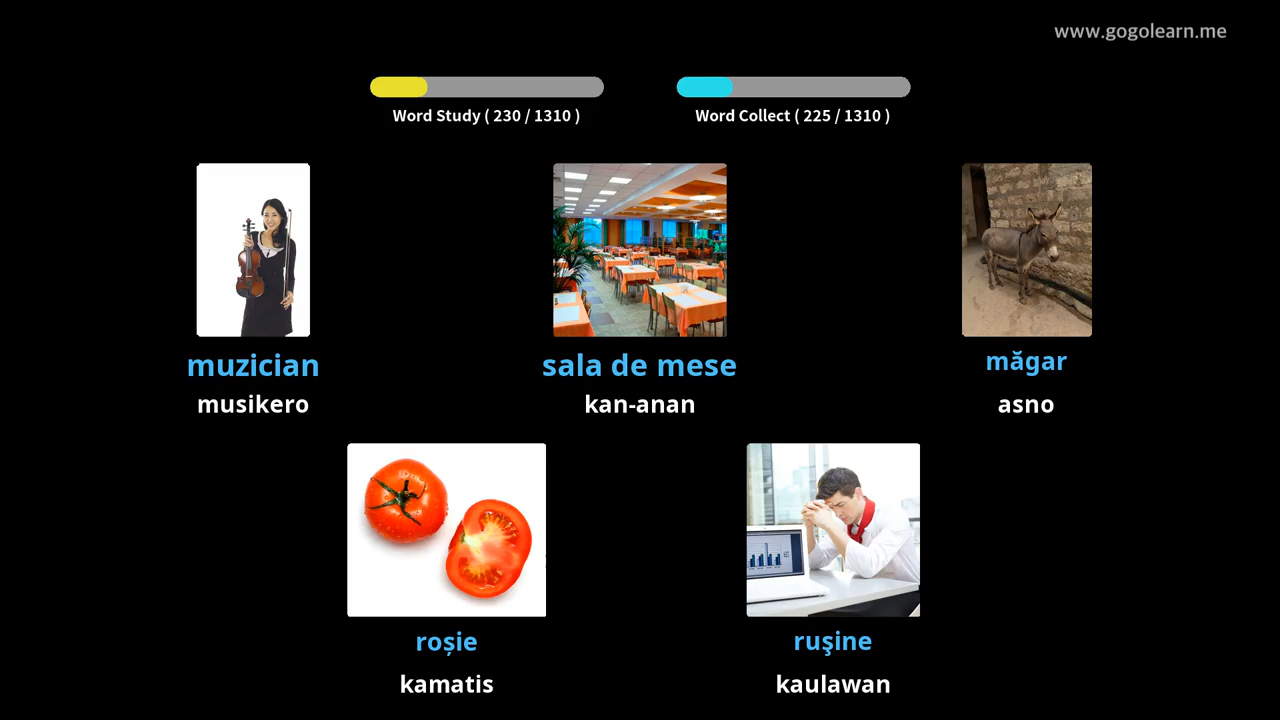 www.gogolearn.me
Word Study ( 230 / 1310 )
Word Collect ( 225 / 1310 )
muzician
musikero
sala de mese
kan-anan
măgar
asno
roșie
kamatis
ruşine
kaulawan